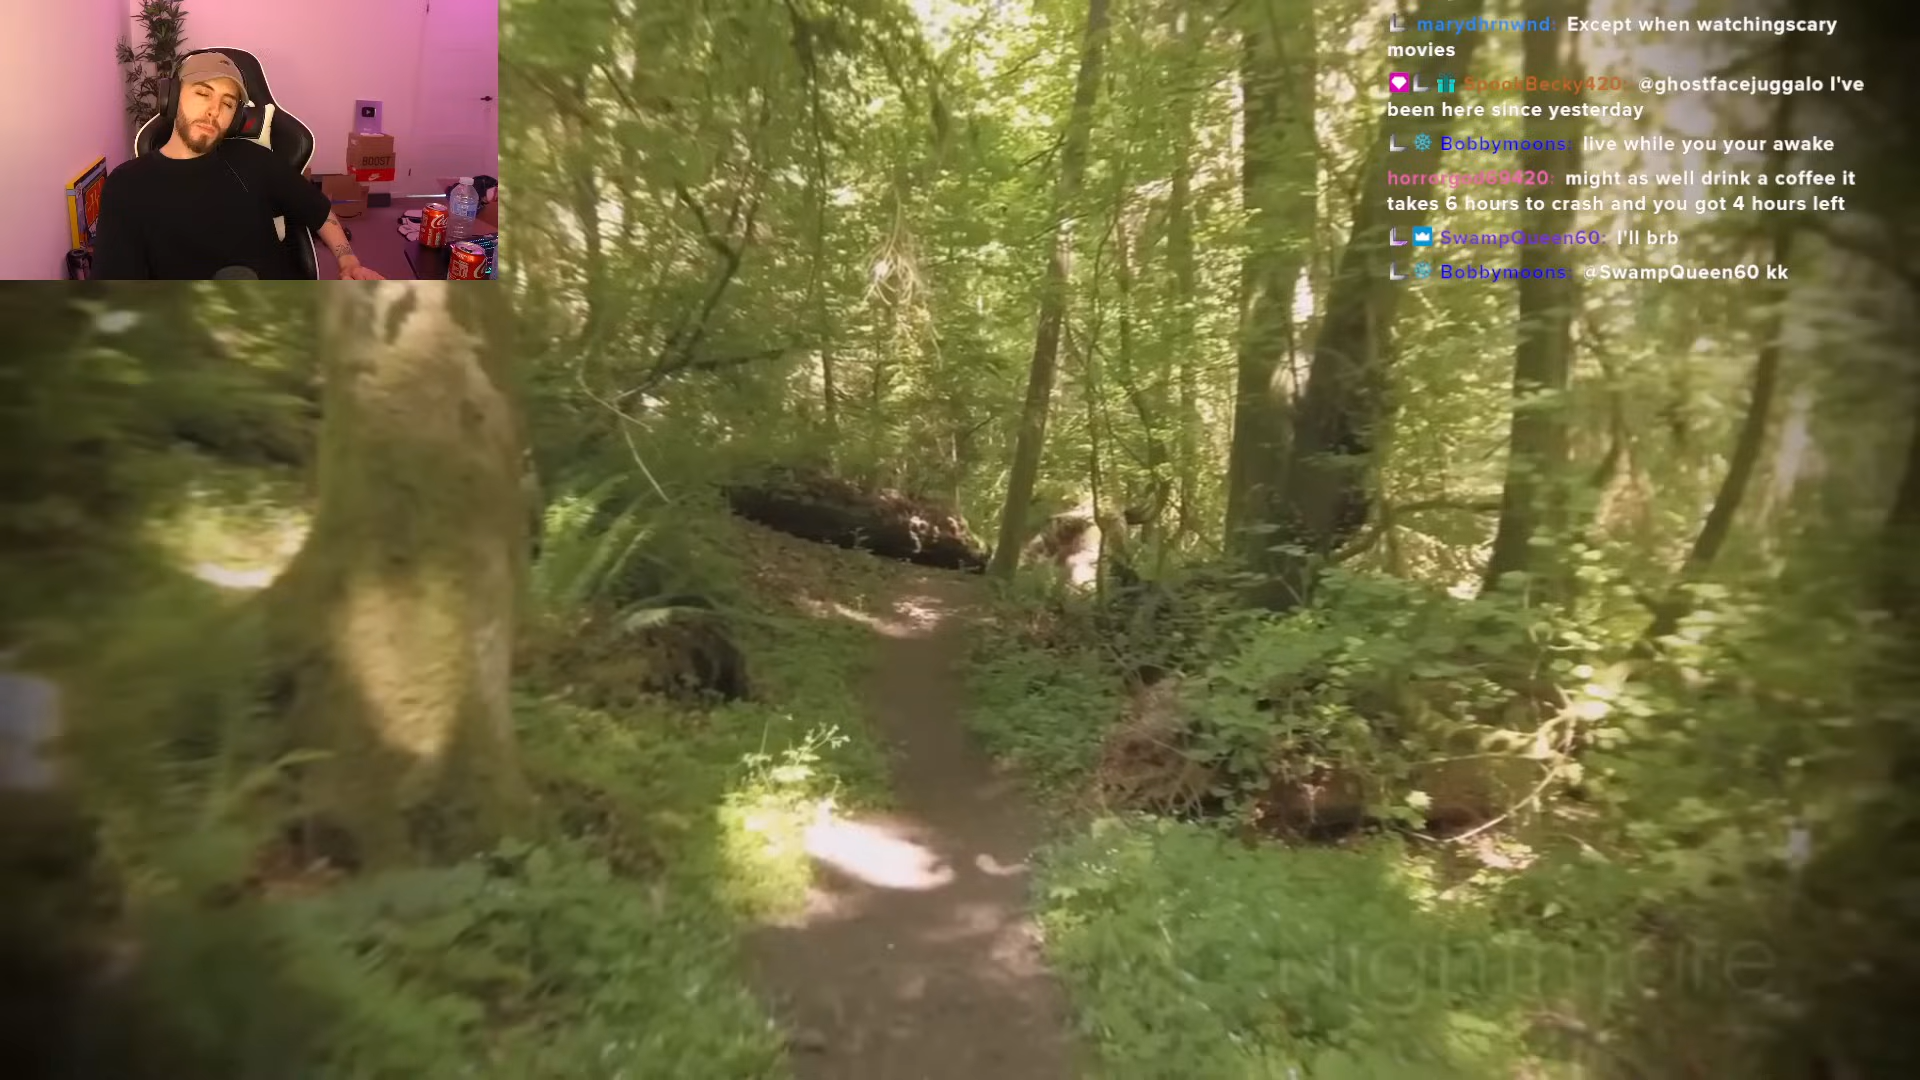 marydhrnwnd: Except when watchingscary
movies
SpookBecky420: @ghostfacejuggalo I've
been here since yesterday
Bobbymoons: live while you your awake
might as well drink a coffee it
takes 6 hours to crash and you got 4 hours left
SwampQueen60: I'll brb
Bobbymoons: @SwampQueen60 kk
BOOST
Nightmare